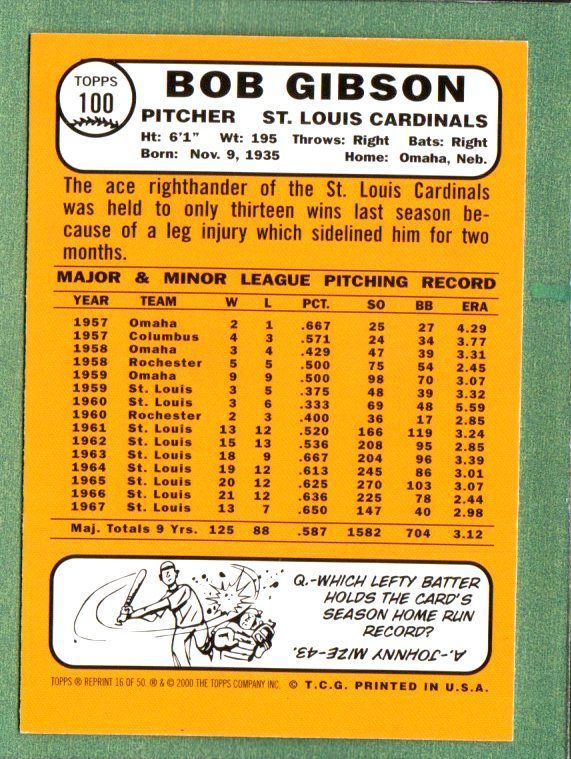 TOPPS
100
BOB GIBSON
PITCHER ST. LOUIS CARDINALS
Ht: 6'1" Wt: 195 Throws: Right Bats: Right
Born: Nov. 9, 1935 Home: Omaha, Neb.
The ace righthander of the St. Louis Cardinals
was held to only thirteen wins last season be-
cause of a leg injury which sidelined him for two
months.
MAJOR & MINOR LEAGUE PITCHING RECORD
YEAR TEAM W L PCT. SO BB ERA
1957 Omaha 2 1 .667 25 27 4.29
1957 Columbus 4 3 .571 24 34 3.77
1958 Omaha 3 4 .429 47 39 3.31
1958 Rochester 5 5 .500 75 54 2.45
1959 Omaha 9 9 .500 98 70 3.07
1959 St. Louis 3 5 .375 48 39 3.32
1960 St. Louis 3 6 .333 69 48 5.59
1960 Rochester 2 3 .400 36 17 2.85
1961 St. Louis 13 12 .520 166 119 3.24
1962 St. Louis 15 13 .536 208 95 2.85
1963 St. Louis 18 9 .667 204 96 3.39
1964 St. Louis 19 12 .613 245 86 3.01
1965 St. Louis 20 12 .625 270 103 3.07
1966 St. Louis 21 12 .636 225 78 2.44
1967 St. Louis 13 7 .650 147 40 2.98
Maj. Totals 9 Yrs. 125 88 .587 1582 704 3.12
Q.-WHICH LEFTY BATTER
HOLDS THE CARD'S
SEASON HOME RUN
RECORD?
A.-JOHNNY MIZE-43.
TOPPS ® REPRINT 16 OF 50. ® & © 2000 THE TOPPS COMPANY INC. © T.C.G. PRINTED IN U.S.A.